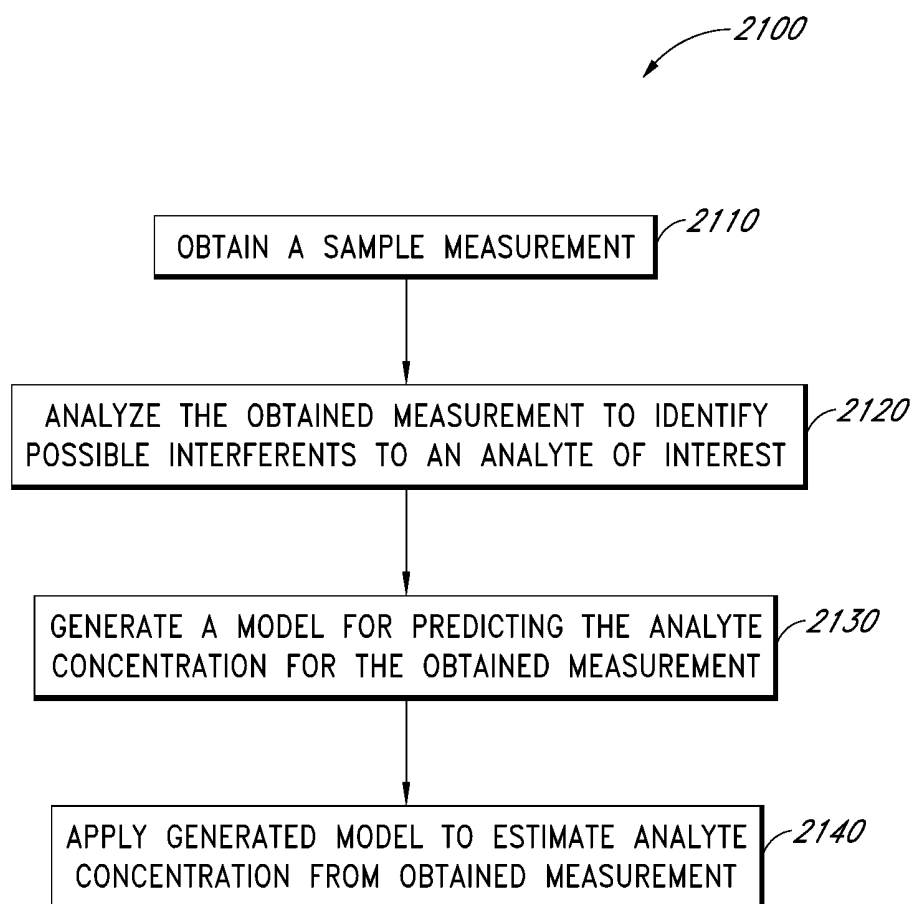 2100
OBTAIN A SAMPLE MEASUREMENT
2110
ANALYZE THE OBTAINED MEASUREMENT TO IDENTIFY
POSSIBLE INTERFERENTS TO AN ANALYTE OF INTEREST
2120
GENERATE A MODEL FOR PREDICTING THE ANALYTE
CONCENTRATION FOR THE OBTAINED MEASUREMENT
2130
APPLY GENERATED MODEL TO ESTIMATE ANALYTE
CONCENTRATION FROM OBTAINED MEASUREMENT
2140